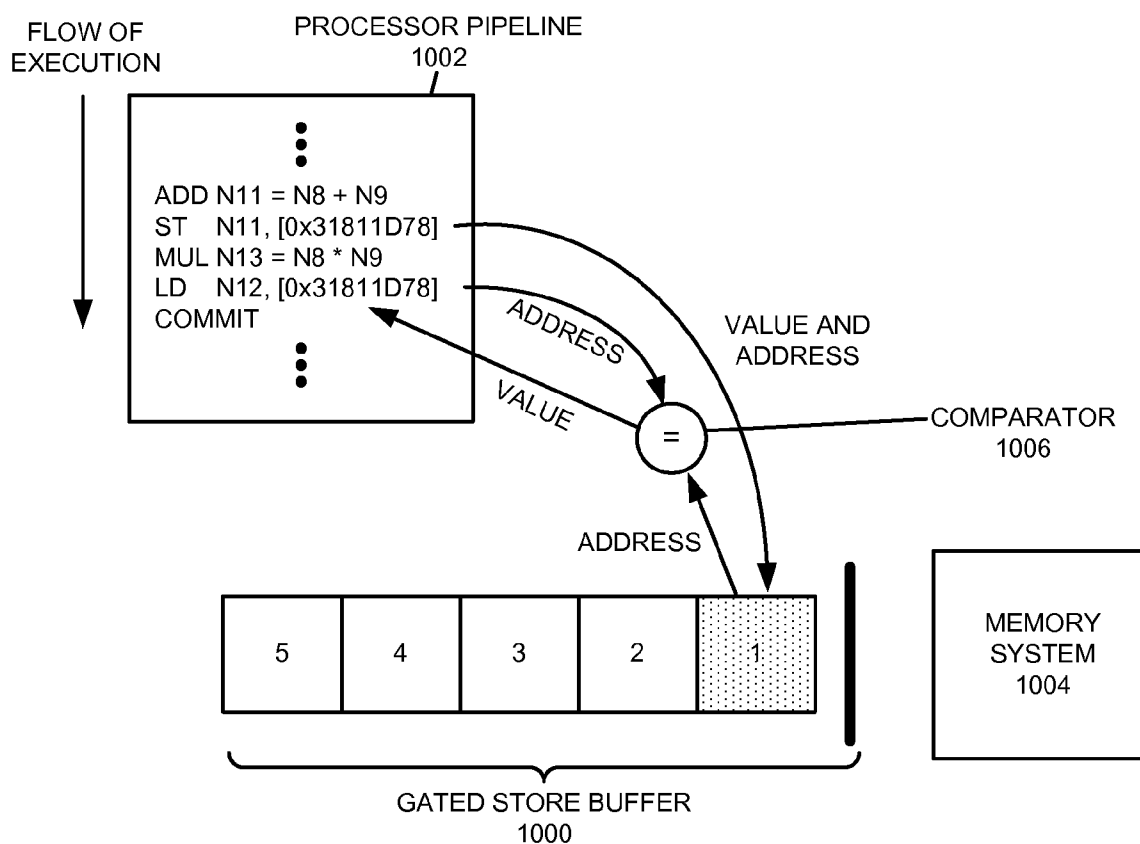 FLOW OF
EXECUTION
PROCESSOR PIPELINE
1002
ADD N11 = N8 + N9
ST N11, [0x31811D78]
MUL N13 = N8 * N9
LD N12, [0x31811D78]
COMMIT
ADDRESS
VALUE
VALUE AND
ADDRESS
=
COMPARATOR
1006
ADDRESS
5 4 3 2 1
MEMORY
SYSTEM
1004
GATED STORE BUFFER
1000